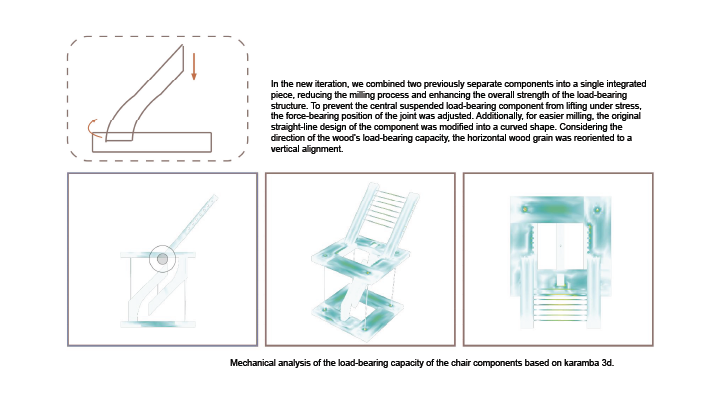 In the new iteration, we combined two previously separate components into a single integrated
piece, reducing the milling process and enhancing the overall strength of the load-bearing
structure. To prevent the central suspended load-bearing component from lifting under stress,
the force-bearing position of the joint was adjusted. Additionally, for easier milling, the original
straight-line design of the component was modified into a curved shape. Considering the
direction of the wood's load-bearing capacity, the horizontal wood grain was reoriented to a
vertical alignment.
Mechanical analysis of the load-bearing capacity of the chair components based on karamba 3d.